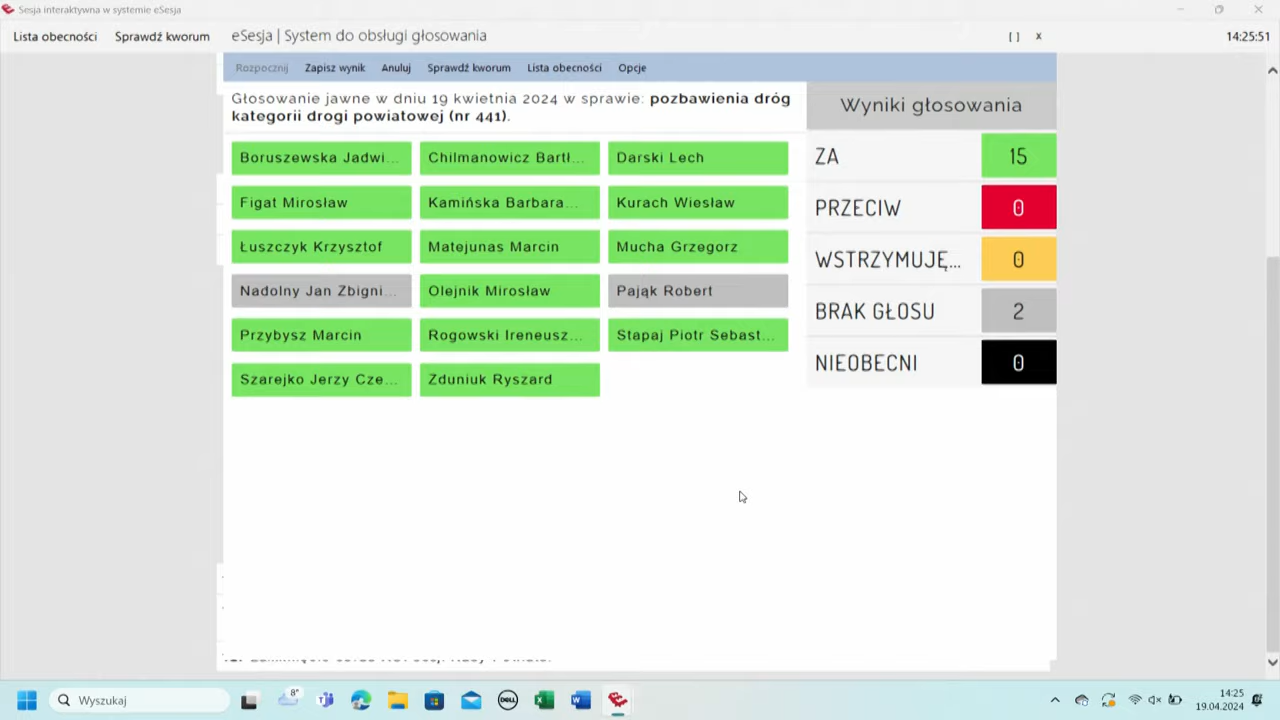 Sesja interaktywna w systemie eSesja
Lista obecności Sprawdź kworum
eSesja | System do obsługi głosowania
[ ] x
14:25:51
Rozpocznij Zapisz wynik Anuluj Sprawdź kworum Lista obecności Opcje
Głosowanie jawne w dniu 19 kwietnia 2024 w sprawie: pozbawienia dróg
kategorii drogi powiatowej (nr 441).
Boruszewska Jadwi... Chilmanowicz Bartł... Darski Lech
Figat Mirosław Kamińska Barbara... Kurach Wiesław
Łuszczyk Krzysztof Matejunas Marcin Mucha Grzegorz
Nadolny Jan Zbigni... Olejnik Mirosław Pająk Robert
Przybysz Marcin Rogowski Ireneusz... Stapaj Piotr Sebast...
Szarejko Jerzy Cze... Zduniuk Ryszard
Wyniki głosowania
ZA 15
PRZECIW 0
WSTRZYMUJĘ... 0
BRAK GŁOSU 2
NIEOBECNI 0
Wyszukaj
8°
DELL
14:25
19.04.2024